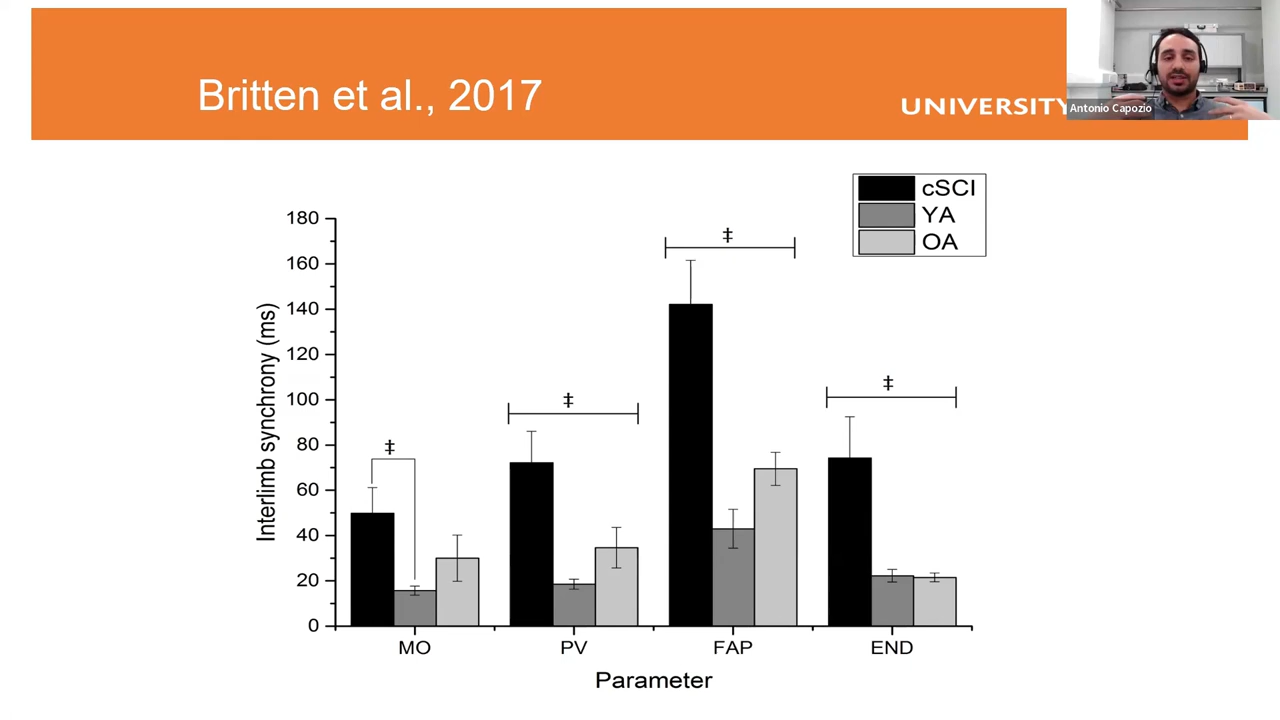 Britten et al., 2017
UNIVERSITY
Antonio Capozio
cSCI
YA
OA
180
160
140
120
100
80
60
40
20
0
Interlimb synchrony (ms)
‡
‡
‡
‡
MO
PV
FAP
END
Parameter